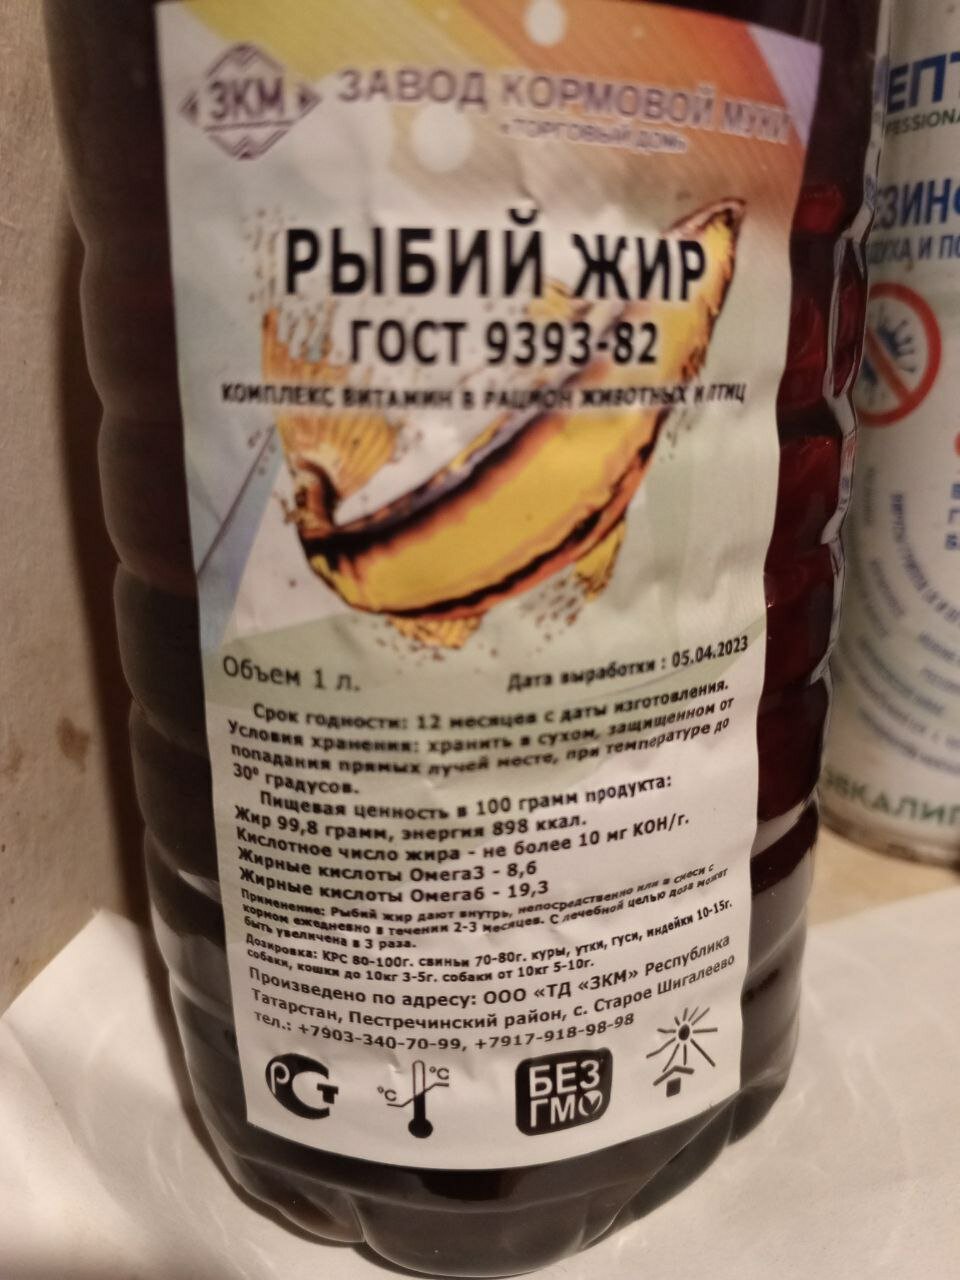 ЗКМ
ЗАВОД КОРМОВОЙ МУКИ
«ТОРГОВЫЙ ДОМ»
РЫБИЙ ЖИР
ГОСТ 9393-82
КОМПЛЕКС ВИТАМИН В РАЦИОН ЖИВОТНЫХ И ПТИЦ
Объем 1 л.
Дата выработки : 05.04.2023
Срок годности: 12 месяцев с даты изготовления.
Условия хранения: хранить в сухом, защищенном от
попадания прямых лучей месте, при температуре до
30° градусов.
Пищевая ценность в 100 грамм продукта:
Жир 99,8 грамм, энергия 898 ккал.
Кислотное число жира - не более 10 мг КОН/г.
Жирные кислоты Омега3 - 8,6
Жирные кислоты Омега6 - 19,3
Применение: Рыбий жир дают внутрь, непосредственно или в смеси с
кормом ежедневно в течении 2-3 месяцев. С лечебной целью доза может
быть увеличена в 3 раза.
Дозировка: КРС 80-100г. свиньи 70-80г. куры, утки, гуси, индейки 10-15г.
собаки, кошки до 10кг 3-5г. собаки от 10кг 5-10г.
Произведено по адресу: ООО «ТД «ЗКМ» Республика
Татарстан, Пестречинский район, с. Старое Шигалеево
тел.: +7903-340-70-99, +7917-918-98-98
РСТ
°C
°C
БЕЗ
ГМО
ЕПТ
FESSIONA
ЕЗИНФ
ДУХА И ПО
ЭВКАЛИП